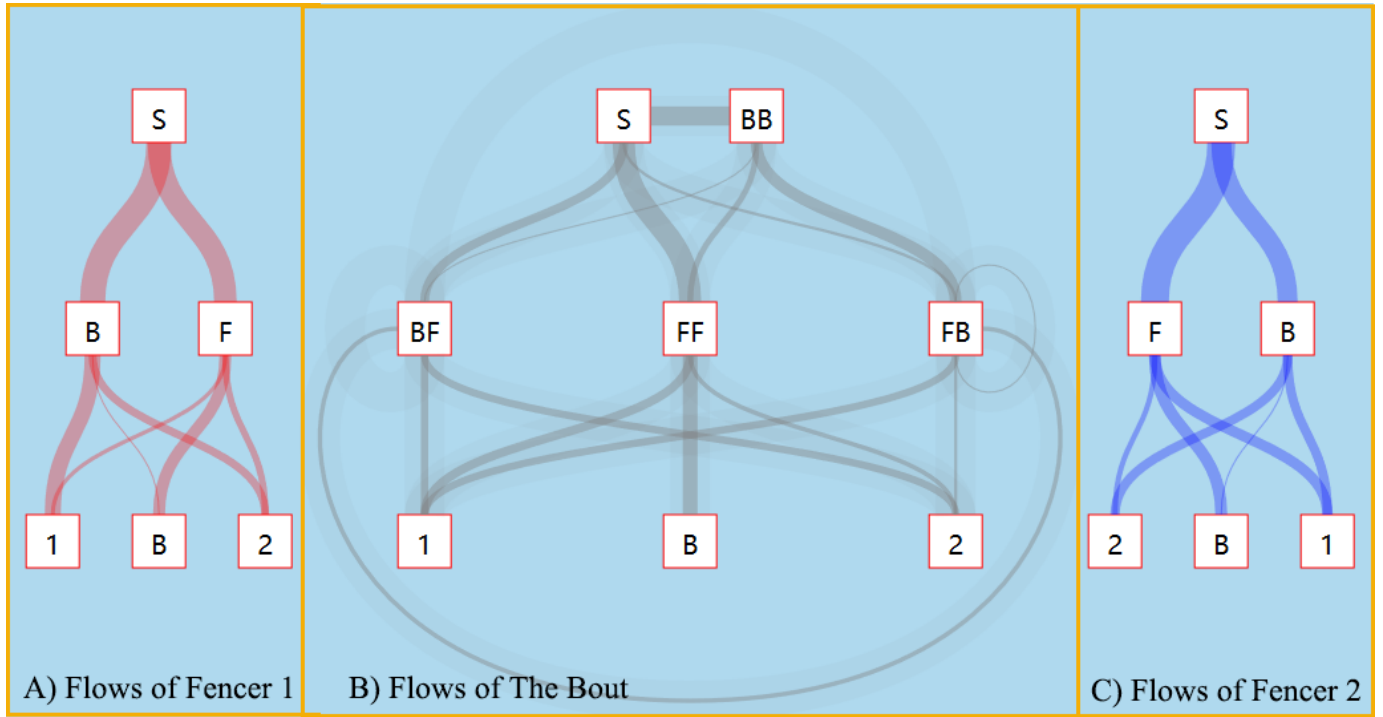 S
B F
1 B 2
A) Flows of Fencer 1
S BB
BF FF FB
1 B 2
B) Flows of The Bout
S
F B
2 B 1
C) Flows of Fencer 2